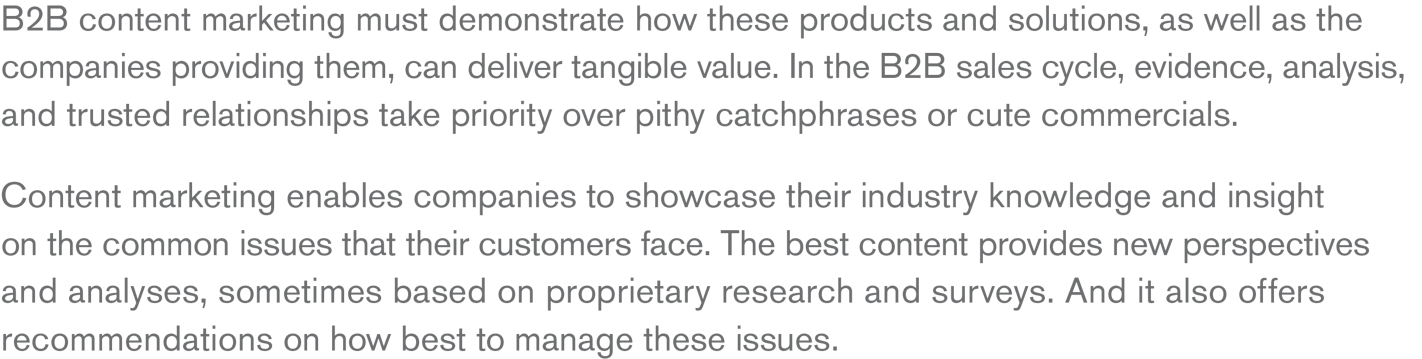 B2B content marketing must demonstrate how these products and solutions, as well as the
companies providing them, can deliver tangible value. In the B2B sales cycle, evidence, analysis,
and trusted relationships take priority over pithy catchphrases or cute commercials.
Content marketing enables companies to showcase their industry knowledge and insight
on the common issues that their customers face. The best content provides new perspectives
and analyses, sometimes based on proprietary research and surveys. And it also offers
recommendations on how best to manage these issues.